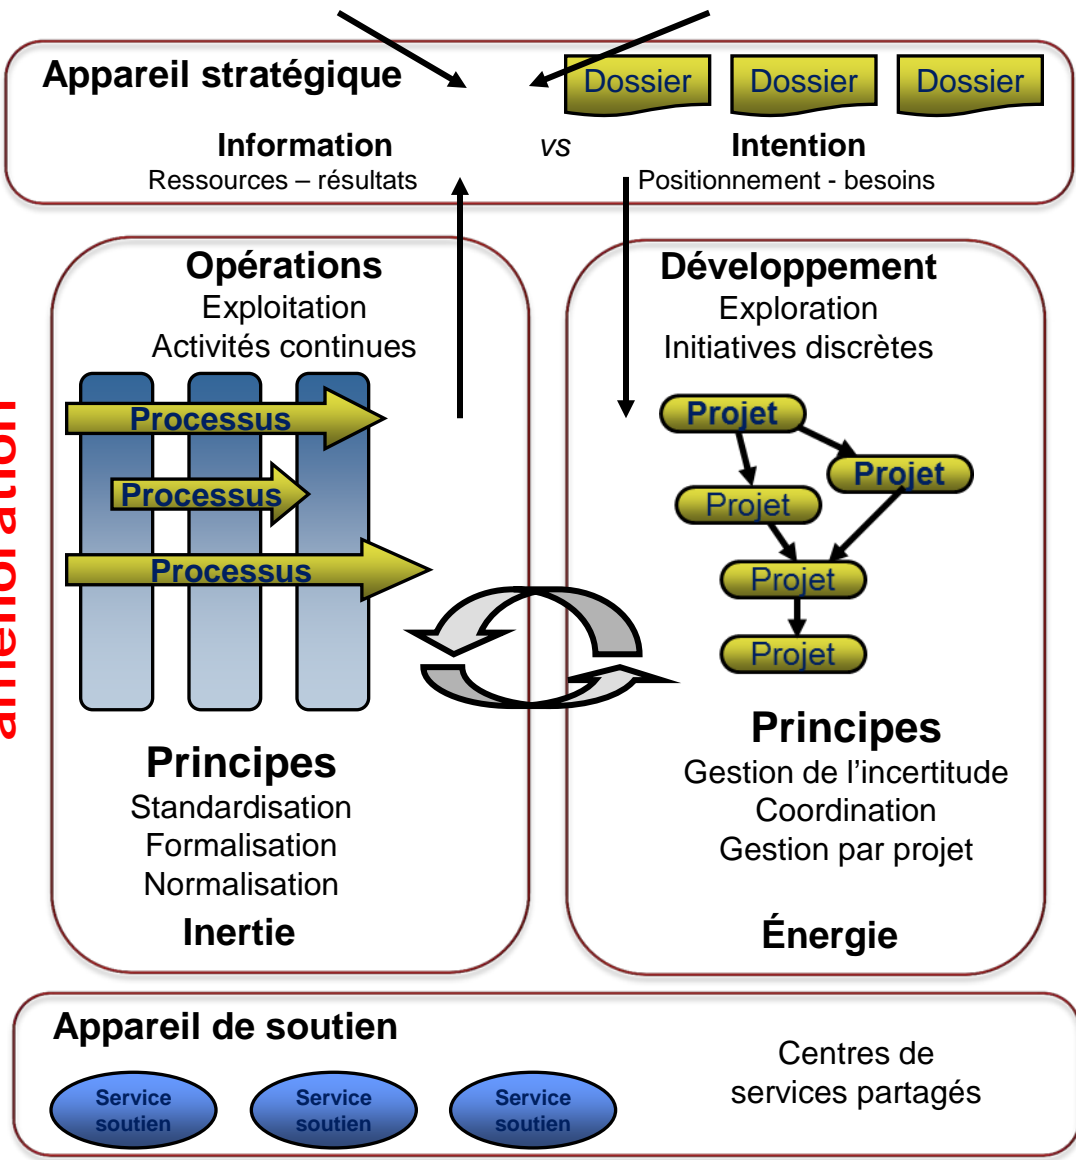 Appareil stratégique
Dossier
Dossier
Dossier
Information
vs
Intention
Ressources – résultats
Positionnement - besoins
amélioration
Opérations
Exploitation
Activités continues
Processus
Processus
Processus
Principes
Standardisation
Formalisation
Normalisation
Inertie
Développement
Exploration
Initiatives discrètes
Projet
Projet
Projet
Projet
Projet
Principes
Gestion de l’incertitude
Coordination
Gestion par projet
Énergie
Appareil de soutien
Service
soutien
Service
soutien
Service
soutien
Centres de
services partagés